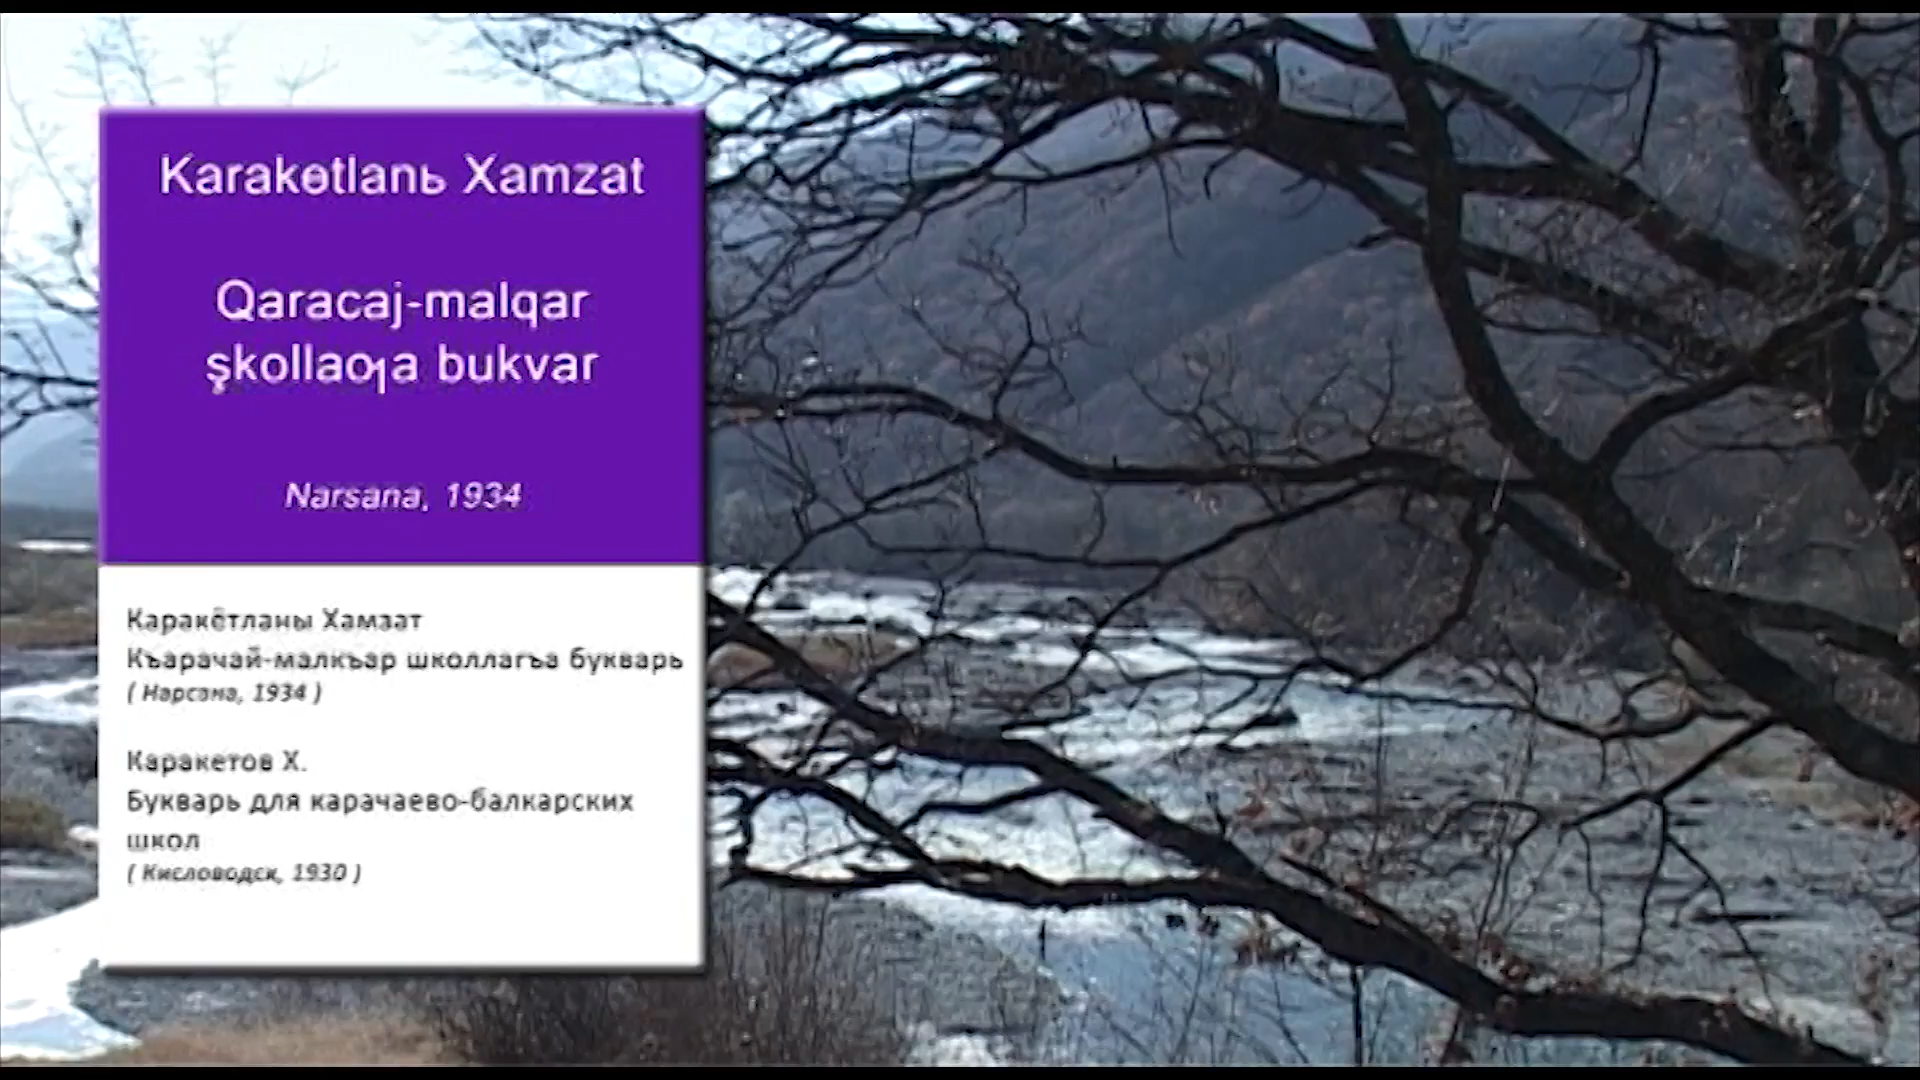 Karakɵtlanь Xamzat
Qaracaj-malqar
şkollaƣa bukvar
Narsana, 1934
Каракётланы Хамзат
Къарачай-малкъар школлагъа букварь
( Нарсана, 1934 )
Каракетов Х.
Букварь для карачаево-балкарских
школ
( Кисловодск, 1930 )